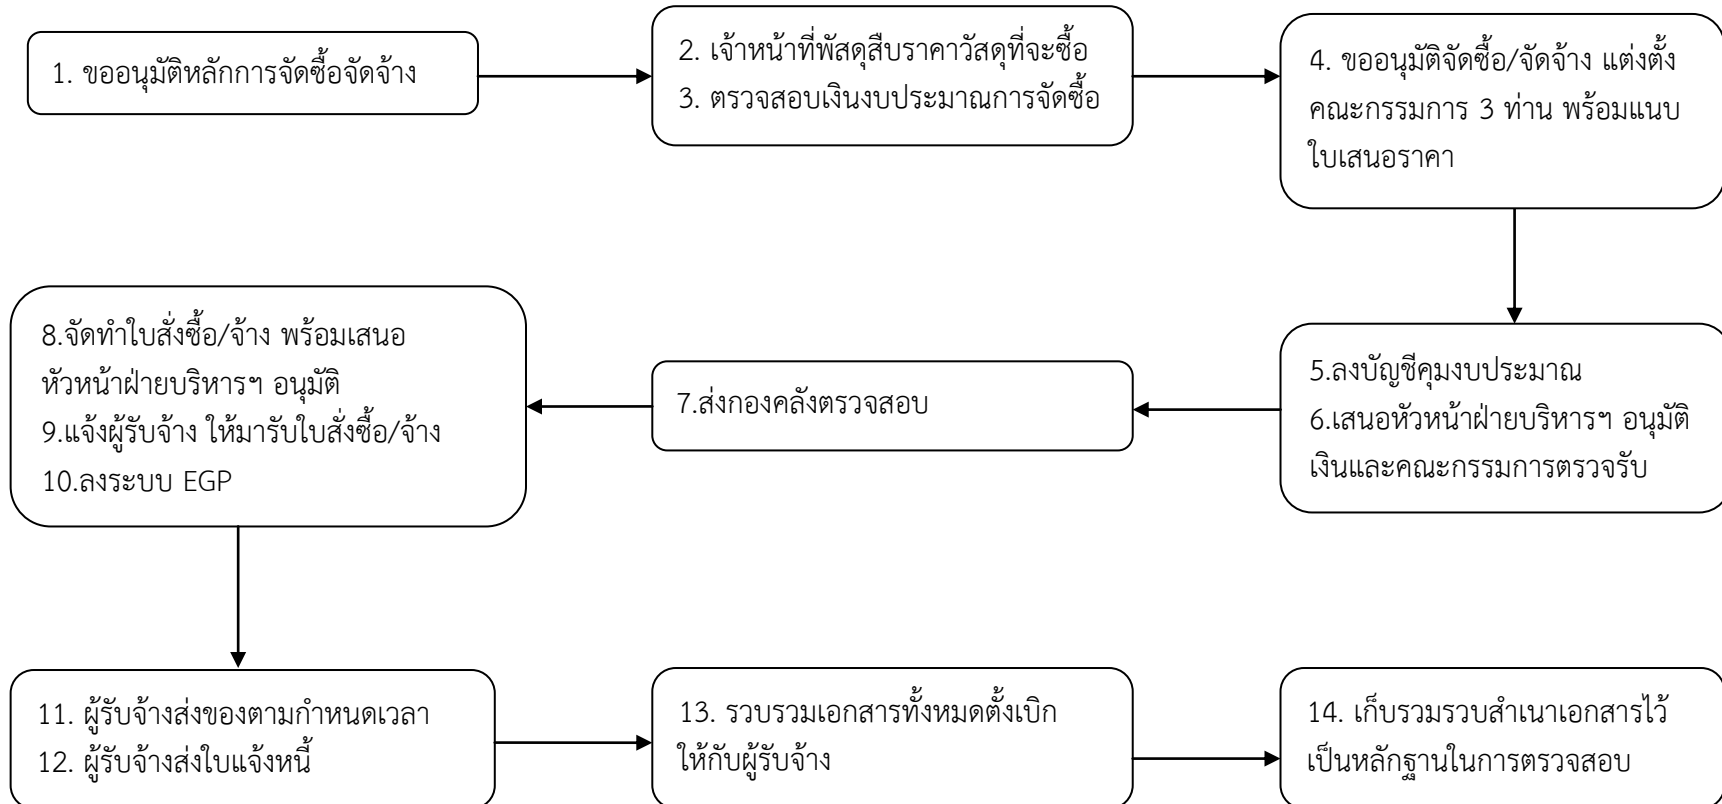 1. ขออนุมัติหลักการจัดซื้อจัดจ้าง
2. เจ้าหน้าที่พัสดุสืบราคาวัสดุที่จะซื้อ
3. ตรวจสอบเงินงบประมาณการจัดซื้อ
4. ขออนุมัติจัดซื้อ/จัดจ้าง แต่งตั้ง
คณะกรรมการ 3 ท่าน พร้อมแนบ
ใบเสนอราคา
5.ลงบัญชีคุมงบประมาณ
6.เสนอหัวหน้าฝ่ายบริหารฯ อนุมัติ
เงินและคณะกรรมการตรวจรับ
7.ส่งกองคลังตรวจสอบ
8.จัดทำใบสั่งซื้อ/จ้าง พร้อมเสนอ
หัวหน้าฝ่ายบริหารฯ อนุมัติ
9.แจ้งผู้รับจ้าง ให้มารับใบสั่งซื้อ/จ้าง
10.ลงระบบ EGP
11. ผู้รับจ้างส่งของตามกำหนดเวลา
12. ผู้รับจ้างส่งใบแจ้งหนี้
13. รวบรวมเอกสารทั้งหมดตั้งเบิก
ให้กับผู้รับจ้าง
14. เก็บรวมรวบสำเนาเอกสารไว้
เป็นหลักฐานในการตรวจสอบ